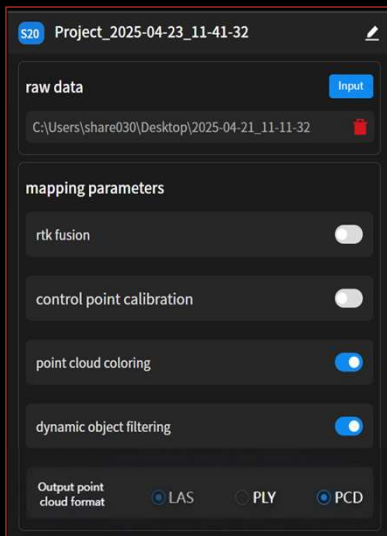 S20 Project_2025-04-23_11-41-32
raw data Input
C:\Users\share030\Desktop\2025-04-21_11-11-32
mapping parameters
rtk fusion
control point calibration
point cloud coloring
dynamic object filtering
Output point
cloud format LAS PLY PCD